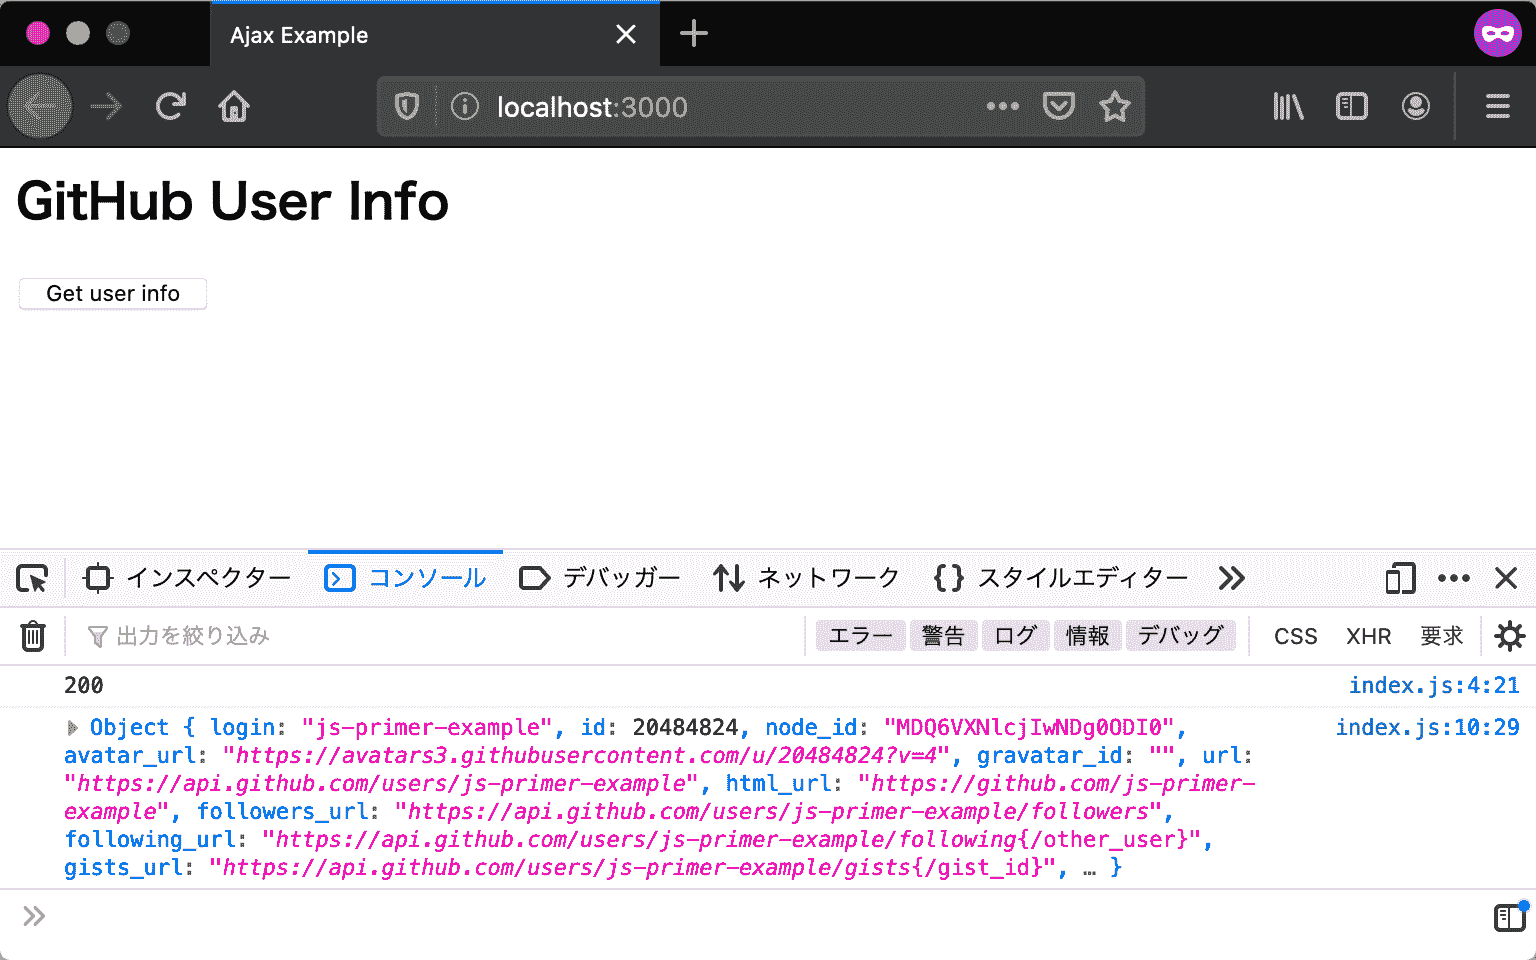 Ajax Example
localhost:3000
GitHub User Info
Get user info
インスペクター コンソール デバッガー ネットワーク スタイルエディター
出力を絞り込み エラー 警告 ログ 情報 デバッグ CSS XHR 要求
200 index.js:4:21
Object { login: "js-primer-example", id: 20484824, node_id: "MDQ6VXNlcjIwNDg0ODI0", index.js:10:29
avatar_url: "https://avatars3.githubusercontent.com/u/20484824?v=4", gravatar_id: "", url:
"https://api.github.com/users/js-primer-example", html_url: "https://github.com/js-primer-
example", followers_url: "https://api.github.com/users/js-primer-example/followers",
following_url: "https://api.github.com/users/js-primer-example/following{/other_user}",
gists_url: "https://api.github.com/users/js-primer-example/gists{/gist_id}", … }